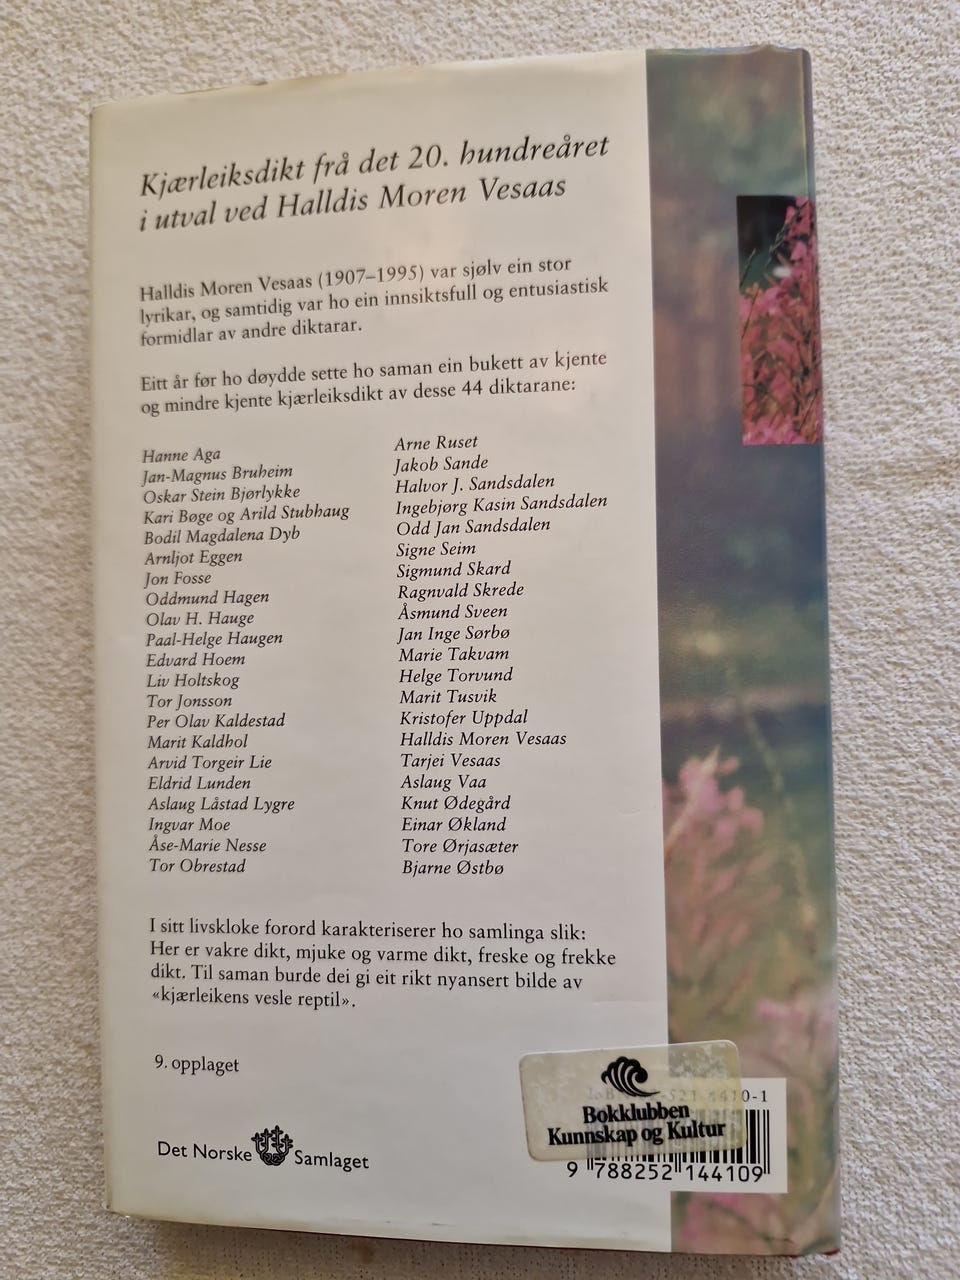 Kjærleiksdikt frå det 20. hundreåret
i utval ved Halldis Moren Vesaas
Halldis Moren Vesaas (1907–1995) var sjølv ein stor
lyrikar, og samtidig var ho ein innsiktsfull og entusiastisk
formidlar av andre diktarar.
Eitt år før ho døydde sette ho saman ein bukett av kjente
og mindre kjente kjærleiksdikt av desse 44 diktarane:
Hanne Aga
Jan-Magnus Bruheim
Oskar Stein Bjørlykke
Kari Bøge og Arild Stubhaug
Bodil Magdalena Dyb
Arnljot Eggen
Jon Fosse
Oddmund Hagen
Olav H. Hauge
Paal-Helge Haugen
Edvard Hoem
Liv Holtskog
Tor Jonsson
Per Olav Kaldestad
Marit Kaldhol
Arvid Torgeir Lie
Eldrid Lunden
Aslaug Låstad Lygre
Ingvar Moe
Åse-Marie Nesse
Tor Obrestad
Arne Ruset
Jakob Sande
Halvor J. Sandsdalen
Ingebjørg Kasin Sandsdalen
Odd Jan Sandsdalen
Signe Seim
Sigmund Skard
Ragnvald Skrede
Åsmund Sveen
Jan Inge Sørbø
Marie Takvam
Helge Torvund
Marit Tusvik
Kristofer Uppdal
Halldis Moren Vesaas
Tarjei Vesaas
Aslaug Vaa
Knut Ødegård
Einar Økland
Tore Ørjasæter
Bjarne Østbø
I sitt livskloke forord karakteriserer ho samlinga slik:
Her er vakre dikt, mjuke og varme dikt, freske og frekke
dikt. Til saman burde dei gi eit rikt nyansert bilde av
«kjærleikens vesle reptil».
9. opplaget
Det Norske Samlaget
Bokklubben
Kunnskap og Kultur
9 788252 144109